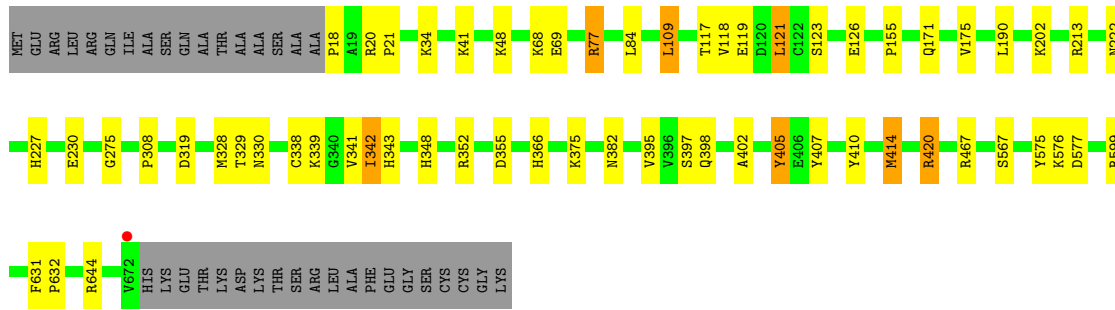 MET GLU ARG LEU ARG GLN ILE ALA SER GLN ALA THR ALA ALA SER ALA ALA P18 A19 R20 P21 K34 K41 K48 K68 E69 R77 L84 L109 T117 V118 E119 D120 L121 C122 S123 E126 P155 Q171 V175 L190 K202 R213
H227 E230 G275 P308 D319 M328 T329 N330 C338 K339 G340 V341 I342 H343 H348 R352 D355 H366 K375 N382 V395 V396 S397 Q398 A402 Y405 E406 Y407 Y410 M414 R420 R467 S567 Y575 K576 D577
F631 P632 R644 V672 HIS LYS GLU THR LYS ASP LYS THR SER ARG LEU ALA PHE GLU GLY SER CYS CYS GLY LYS